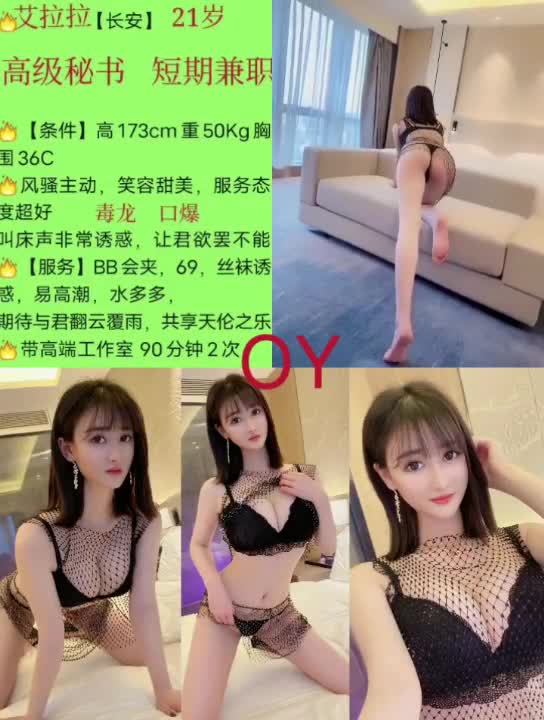 🔥艾拉拉【长安】 21岁
高级秘书 短期兼职
🔥【条件】高173cm重50Kg胸
围36C
🔥风骚主动，笑容甜美，服务态
度超好 毒龙 口爆
叫床声非常诱惑，让君欲罢不能
🔥【服务】BB会夹，69，丝袜诱
惑，易高潮，水多多，
期待与君翻云覆雨，共享天伦之乐
🔥带高端工作室 90分钟2次
OY